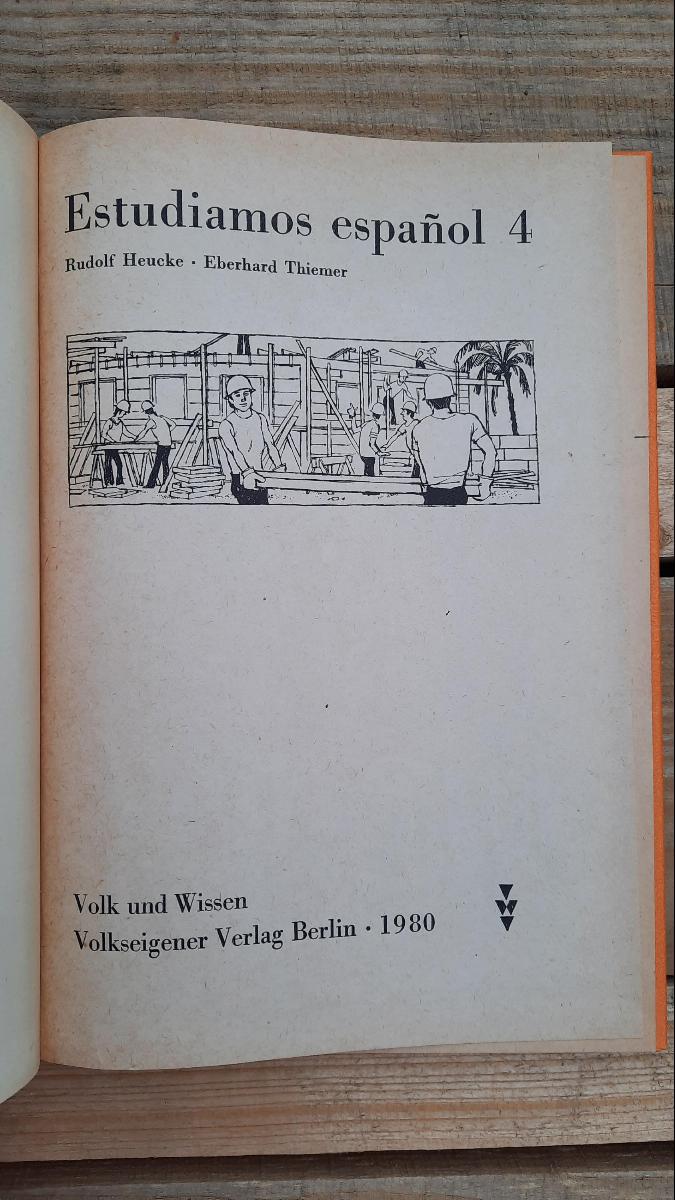 Estudiamos español 4
Rudolf Heucke · Eberhard Thiemer
Volk und Wissen
Volkseigener Verlag Berlin · 1980